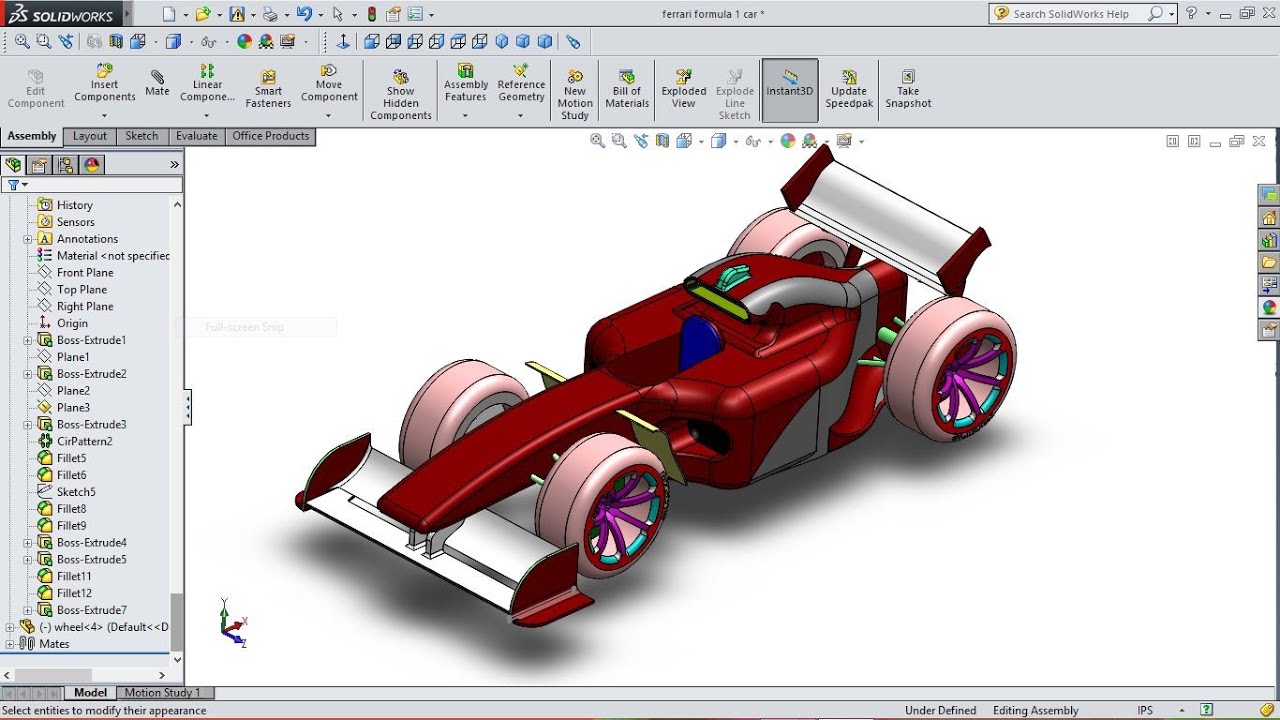 SOLIDWORKS
ferrari formula 1 car *
Search SolidWorks Help
Edit
Component
Insert
Components
Mate
Linear
Compone...
Smart
Fasteners
Move
Component
Show
Hidden
Components
Assembly
Features
Reference
Geometry
New
Motion
Study
Bill of
Materials
Exploded
View
Explode
Line
Sketch
Instant3D
Update
Speedpak
Take
Snapshot
Assembly
Layout
Sketch
Evaluate
Office Products
History
Sensors
Annotations
Material <not specified
Front Plane
Top Plane
Right Plane
Origin
Boss-Extrude1
Plane1
Boss-Extrude2
Plane2
Plane3
Boss-Extrude3
CirPattern2
Fillet5
Fillet6
Sketch5
Fillet8
Fillet9
Boss-Extrude4
Boss-Extrude5
Fillet11
Fillet12
Boss-Extrude7
(-) wheel<4> (Default<<D
Mates
Full-screen Snip
Y
X
Z
Model
Motion Study 1
Select entities to modify their appearance
Under Defined
Editing Assembly
IPS